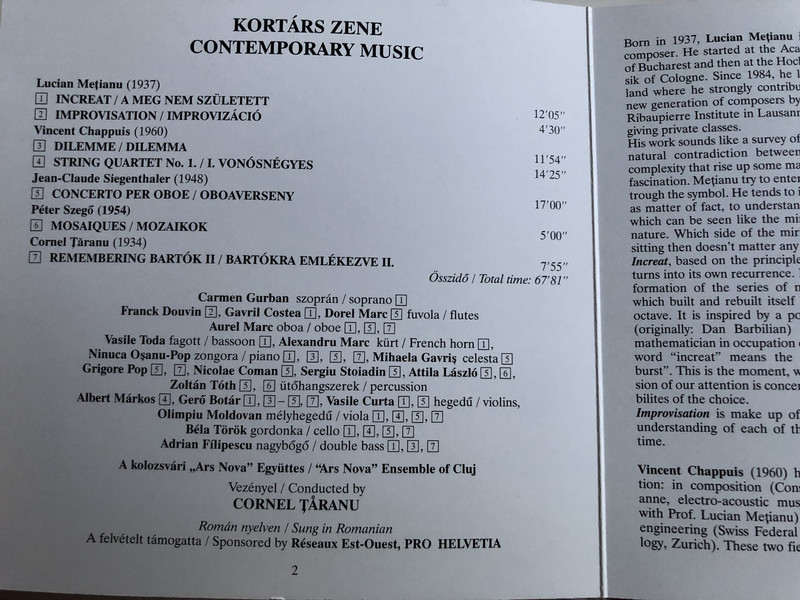 KORTÁRS ZENE
CONTEMPORARY MUSIC
Lucian Mețianu (1937)
1 INCREAT / A MEG NEM SZÜLETETT
2 IMPROVISATION / IMPROVIZÁCIÓ 12'05"
Vincent Chappuis (1960) 4'30"
3 DILEMME / DILEMMA
4 STRING QUARTET No. 1. / I. VONÓSNÉGYES 11'54"
Jean-Claude Siegenthaler (1948) 14'25"
5 CONCERTO PER OBOE / OBOAVERSENY
Péter Szegő (1954) 17'00"
6 MOSAIQUES / MOZAIKOK
Cornel Țăranu (1934) 5'00"
7 REMEMBERING BARTÓK II / BARTÓKRA EMLÉKEZVE II.
7'55"
Összidő / Total time: 67'81"
Carmen Gurban szoprán / soprano 1
Franck Douvin 2, Gavril Costea 1, Dorel Marc 5 fuvola / flutes
Aurel Marc oboa / oboe 1, 5, 7
Vasile Toda fagott / bassoon 1, Alexandru Marc kürt / French horn 1,
Ninuca Oșanu-Pop zongora / piano 1, 3, 5, 7, Mihaela Gavriș celesta 5
Grigore Pop 5, 7, Nicolae Coman 5, Sergiu Stoiadin 5, Attila László 5, 6,
Zoltán Tóth 5, 6 ütőhangszerek / percussion
Albert Márkos 4, Gerő Botár 1, 3 – 5, 7, Vasile Curta 1, 5 hegedű / violins,
Olimpiu Moldovan mélyhegedű / viola 1, 4, 5, 7
Béla Török gordonka / cello 1, 4, 5, 7
Adrian Fílipescu nagybőgő / double bass 1, 3, 7
A kolozsvári „Ars Nova" Együttes / "Ars Nova" Ensemble of Cluj
Vezényel / Conducted by
CORNEL ȚĂRANU
Román nyelven / Sung in Romanian
A felvételt támogatta / Sponsored by Réseaux Est-Ouest, PRO HELVETIA
2
Born in 1937, Lucian Mețianu
composer. He started at the Aca
of Bucharest and then at the Hoch
sik of Cologne. Since 1984, he l
land where he strongly contribu
new generation of composers by
Ribaupierre Institute in Lausann
giving private classes.
His work sounds like a survey of
natural contradiction between
complexity that rise up some ma
fascination. Mețianu try to enter
trough the symbol. He tends to i
as matter of fact, to understan
which can be seen like the mi
nature. Which side of the mir
sitting then doesn't matter any
Increat, based on the principle
turns into its own recurrence.
formation of the series of n
which built and rebuilt itself
octave. It is inspired by a po
(originally: Dan Barbilian)
mathematician in occupation
word "increat" means the
burst". This is the moment, w
sion of our attention is concer
bilites of the choice.
Improvisation is make up of
understanding of each of th
time.
Vincent Chappuis (1960) h
tion: in composition (Cons
anne, electro-acoustic mus
with Prof. Lucian Mețianu)
engineering (Swiss Federal
logy, Zurich). These two fie